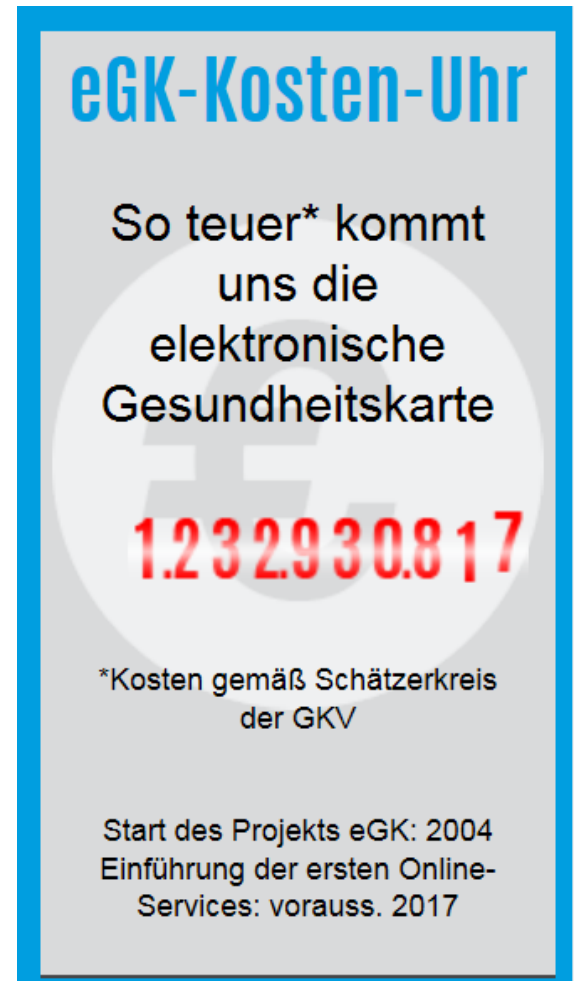 eGK-Kosten-Uhr
So teuer* kommt
uns die
elektronische
Gesundheitskarte
1.232.930.817
*Kosten gemäß Schätzerkreis
der GKV
Start des Projekts eGK: 2004
Einführung der ersten Online-
Services: vorauss. 2017